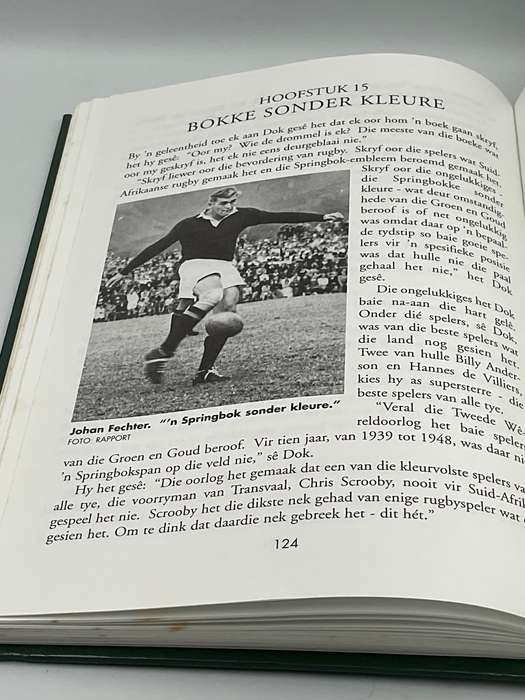 HOOFSTUK 15
BOKKE SONDER KLEURE
By 'n geleentheid toe ek aan Dok gesê het dat ek oor hom 'n boek gaan skryf,
het hy gesê: "Oor my? Wie de drommel is ek? Die meeste van die boeke wat
oor my geskryf is, het ek nie eens deurgeblaai nie."
"Skryf liewer oor die bevordering van rugby. Skryf oor die spelers wat Suid-
Afrikaanse rugby gemaak het en die Springbok-embleem beroemd gemaak het.
Skryf oor die ongelukkiges -
die Springbokke sonder
kleure - wat deur omstandig-
hede van die Groen en Goud
beroof is of net ongelukkig
was omdat daar op 'n bepaal-
de tydstip so baie goeie spe-
lers vir 'n spesifieke posisie
was dat hulle nie die paal
gehaal het nie," het Dok
gesê.
Die ongelukkiges het Dok
baie na-aan die hart gelê.
Onder dié spelers, sê Dok,
was van die beste spelers wat
die land nog gesien het.
Twee van hulle Billy Ander-
son en Hannes de Villiers,
kies hy as supersterre - die
beste spelers van alle tye.
"Veral die Tweede Wê-
reldoorlog het baie spelers
Johan Fechter. "'n Springbok sonder kleure."
FOTO: RAPPORT
van die Groen en Goud beroof. Vir tien jaar, van 1939 tot 1948, was daar nie
'n Springbokspan op die veld nie," sê Dok.
Hy het gesê: "Die oorlog het gemaak dat een van die kleurvolste spelers van
alle tye, die voorryman van Transvaal, Chris Scrooby, nooit vir Suid-Afrika
gespeel het nie. Scrooby het die dikste nek gehad van enige rugbyspeler wat
gesien het. Om te dink dat daardie nek gebreek het - dit hét."
124